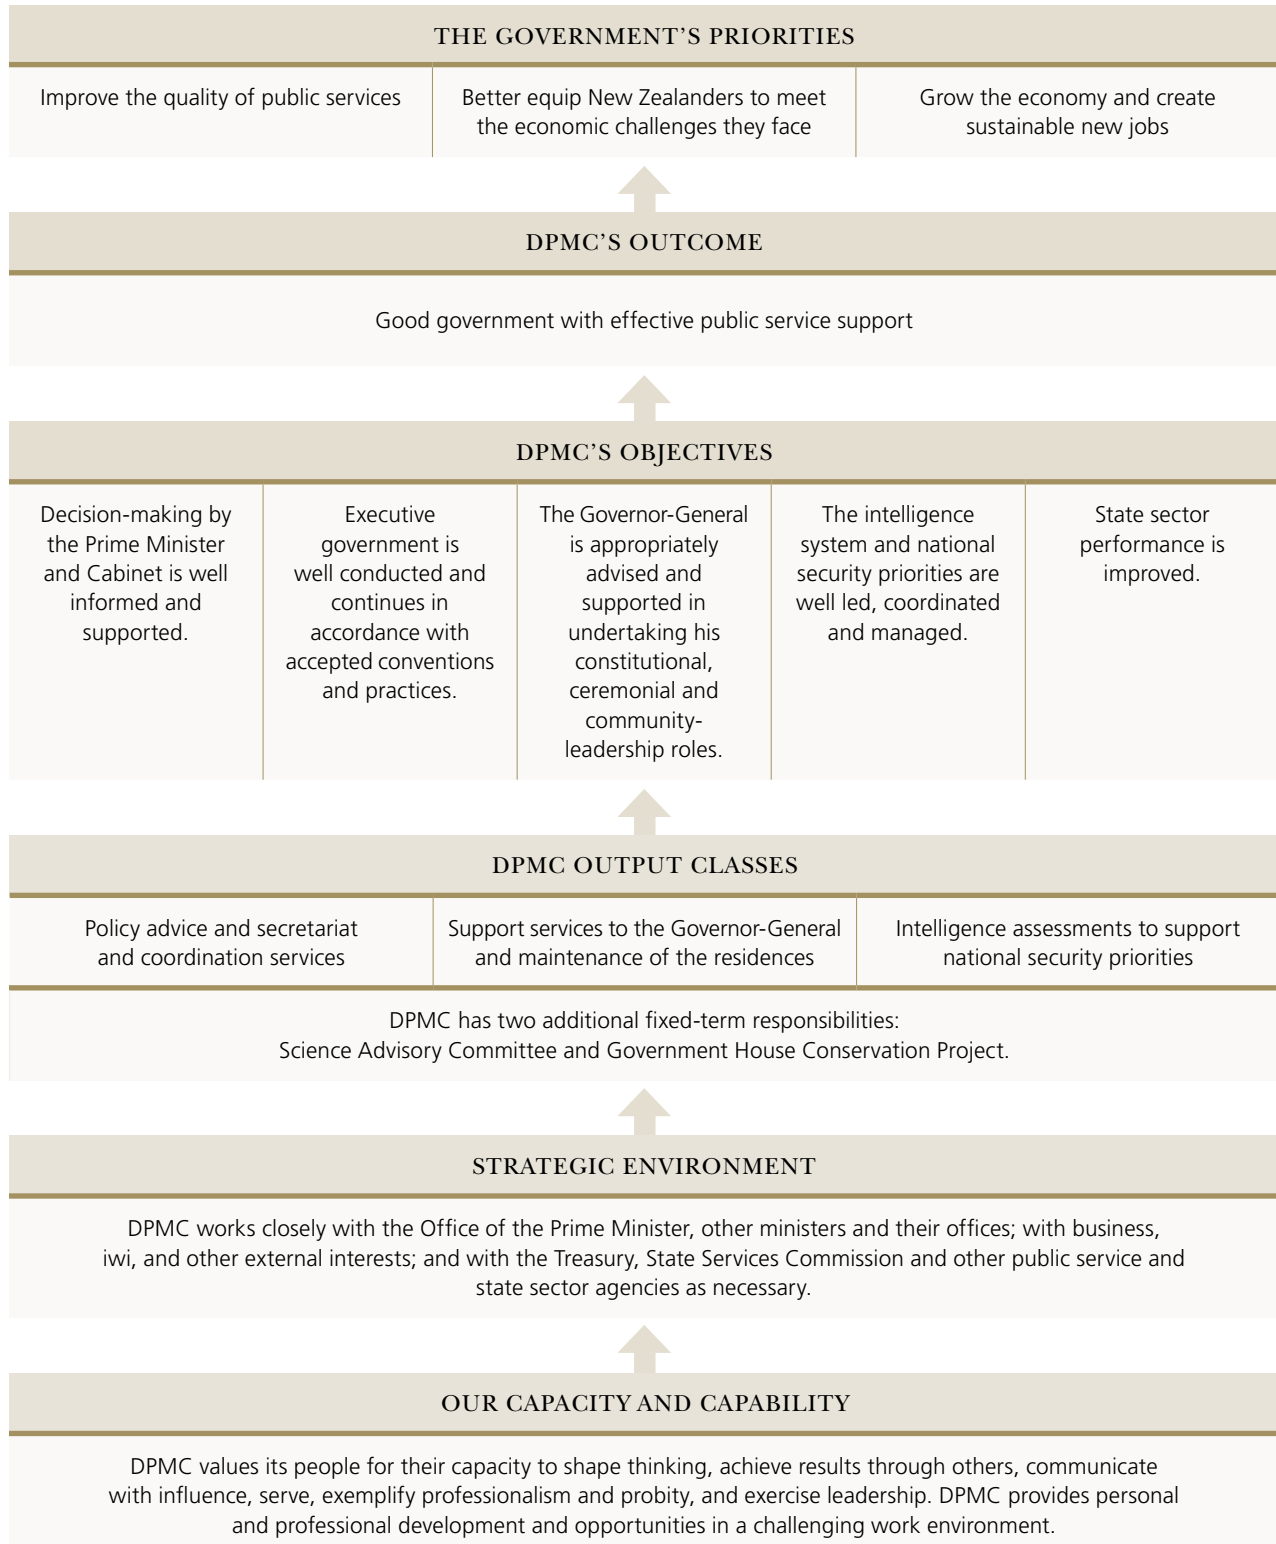 THE GOVERNMENT'S PRIORITIES
Improve the quality of public services
Better equip New Zealanders to meet
the economic challenges they face
Grow the economy and create
sustainable new jobs
DPMC'S OUTCOME
Good government with effective public service support
DPMC'S OBJECTIVES
Decision-making by
the Prime Minister
and Cabinet is well
informed and
supported.
Executive
government is
well conducted and
continues in
accordance with
accepted conventions
and practices.
The Governor-General
is appropriately
advised and
supported in
undertaking his
constitutional,
ceremonial and
community-
leadership roles.
The intelligence
system and national
security priorities are
well led, coordinated
and managed.
State sector
performance is
improved.
DPMC OUTPUT CLASSES
Policy advice and secretariat
and coordination services
Support services to the Governor-General
and maintenance of the residences
Intelligence assessments to support
national security priorities
DPMC has two additional fixed-term responsibilities:
Science Advisory Committee and Government House Conservation Project.
STRATEGIC ENVIRONMENT
DPMC works closely with the Office of the Prime Minister, other ministers and their offices; with business,
iwi, and other external interests; and with the Treasury, State Services Commission and other public service and
state sector agencies as necessary.
OUR CAPACITY AND CAPABILITY
DPMC values its people for their capacity to shape thinking, achieve results through others, communicate
with influence, serve, exemplify professionalism and probity, and exercise leadership. DPMC provides personal
and professional development and opportunities in a challenging work environment.